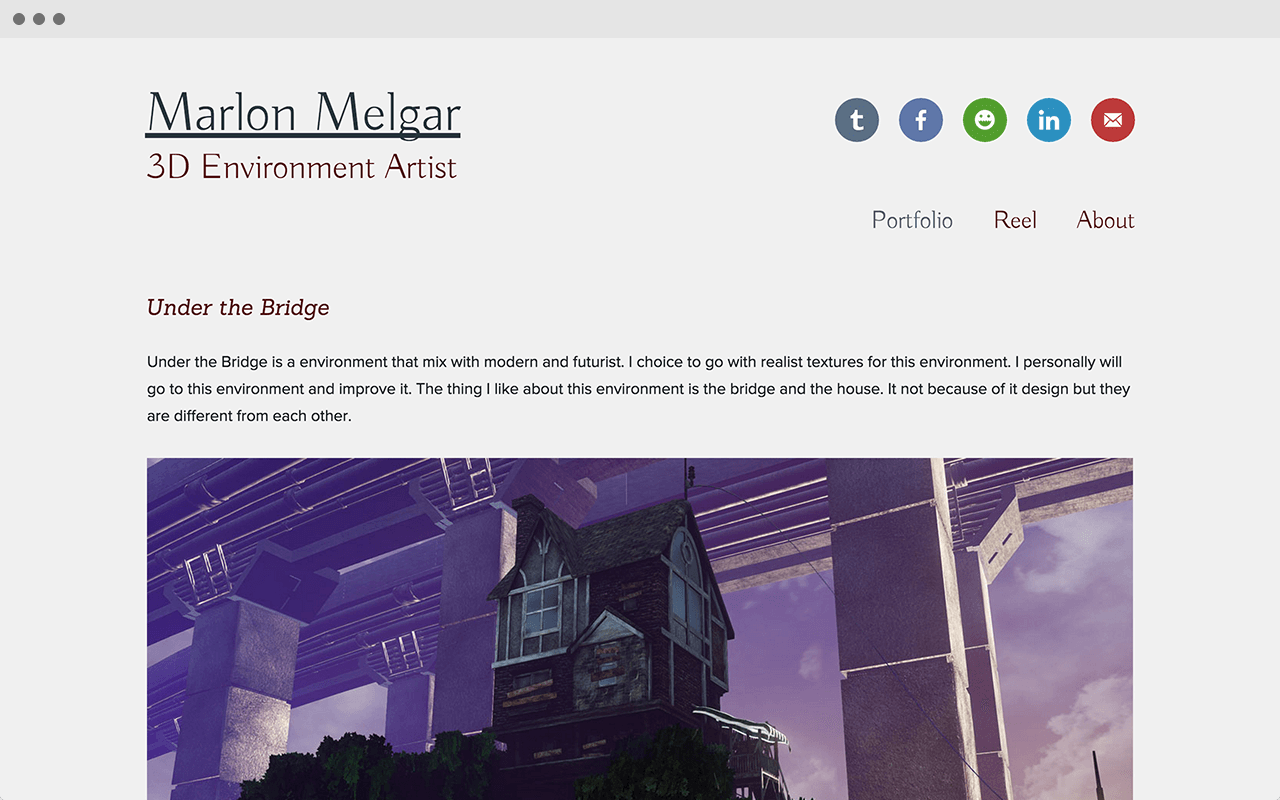 Marlon Melgar
3D Environment Artist
t f in
Portfolio Reel About
Under the Bridge
Under the Bridge is a environment that mix with modern and futurist. I choice to go with realist textures for this environment. I personally will
go to this environment and improve it. The thing I like about this environment is the bridge and the house. It not because of it design but they
are different from each other.